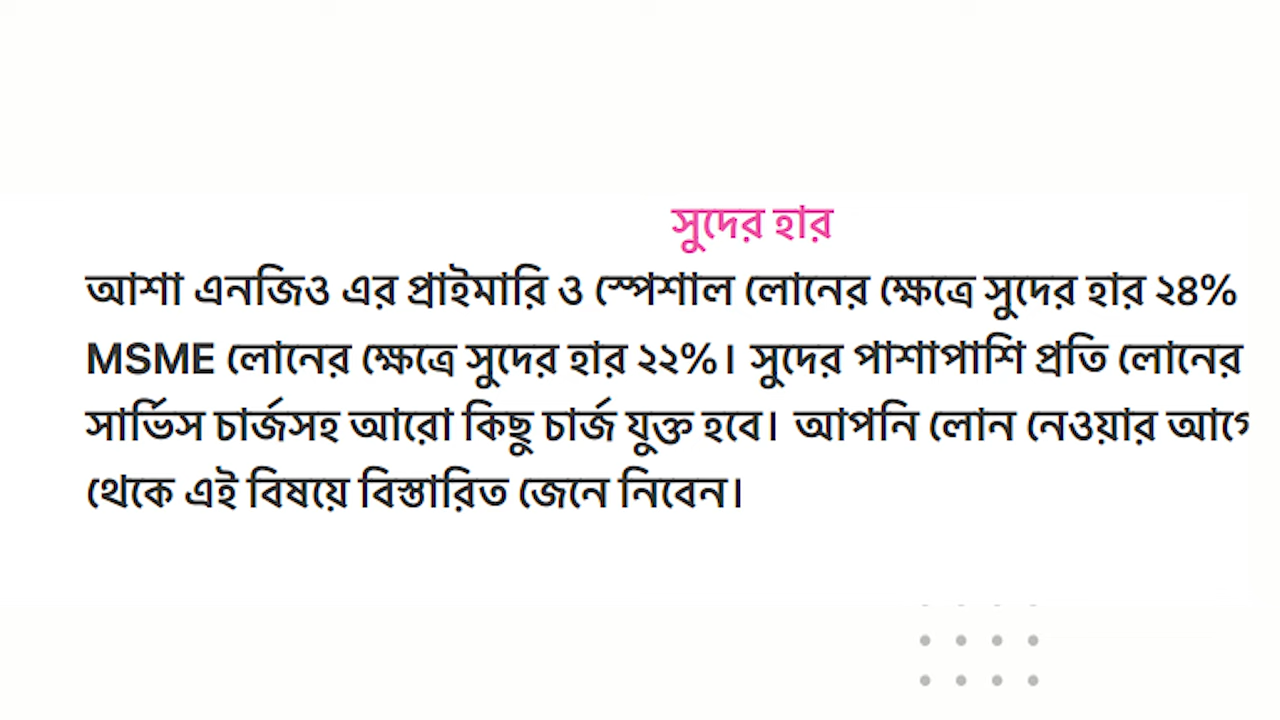 সুদের হার
আশা এনজিও এর প্রাইমারি ও স্পেশাল লোনের ক্ষেত্রে সুদের হার ২৪%
MSME লোনের ক্ষেত্রে সুদের হার ২২%। সুদের পাশাপাশি প্রতি লোনের
সার্ভিস চার্জসহ আরো কিছু চার্জ যুক্ত হবে। আপনি লোন নেওয়ার আগে
থেকে এই বিষয়ে বিস্তারিত জেনে নিবেন।